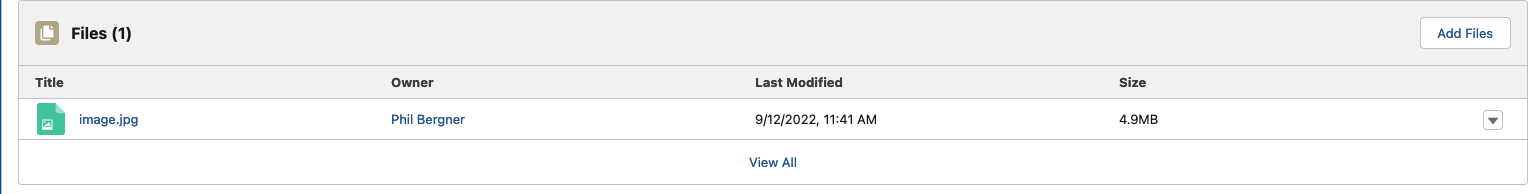 Files (1)
Add Files
Title Owner Last Modified Size
image.jpg Phil Bergner 9/12/2022, 11:41 AM 4.9MB
View All